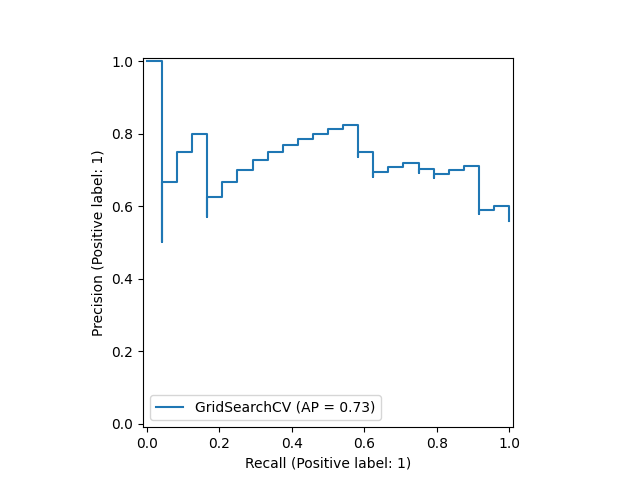 1.0
0.8
0.6
0.4
0.2
0.0
Precision (Positive label: 1)
GridSearchCV (AP = 0.73)
0.0 0.2 0.4 0.6 0.8 1.0
Recall (Positive label: 1)